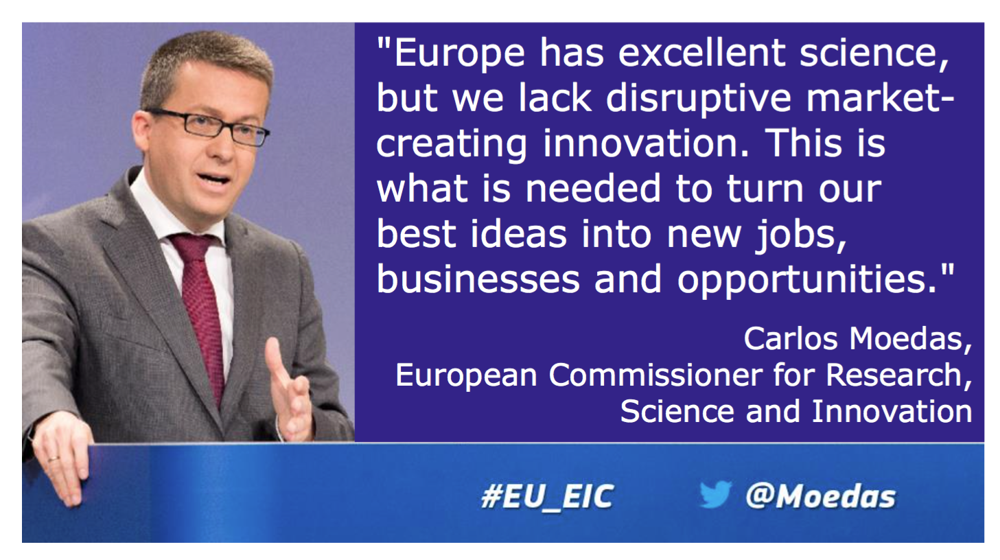 "Europe has excellent science,
but we lack disruptive market-
creating innovation. This is
what is needed to turn our
best ideas into new jobs,
businesses and opportunities."
Carlos Moedas,
European Commissioner for Research,
Science and Innovation
#EU_EIC
@Moedas